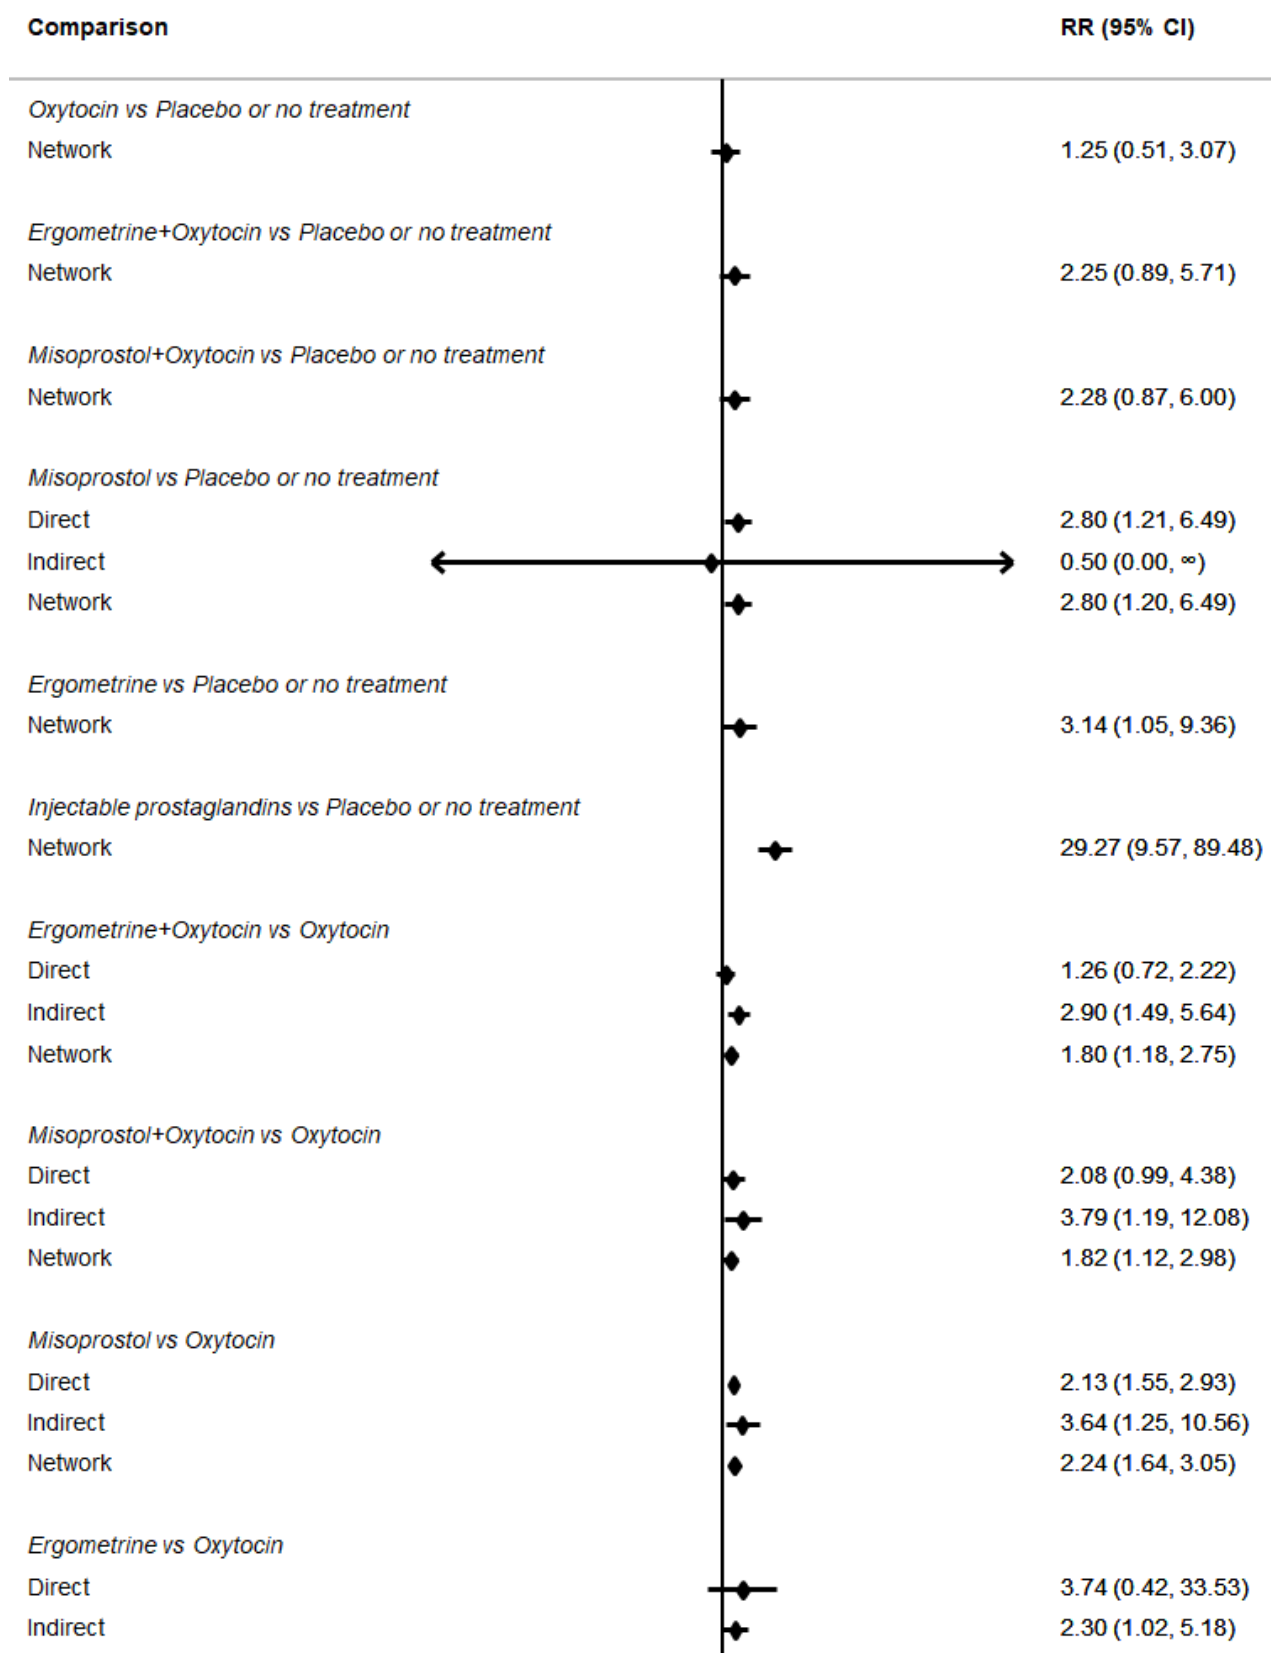 Comparison RR (95% CI)
Oxytocin vs Placebo or no treatment
Network 1.25 (0.51, 3.07)
Ergometrine+Oxytocin vs Placebo or no treatment
Network 2.25 (0.89, 5.71)
Misoprostol+Oxytocin vs Placebo or no treatment
Network 2.28 (0.87, 6.00)
Misoprostol vs Placebo or no treatment
Direct 2.80 (1.21, 6.49)
Indirect 0.50 (0.00, ∞)
Network 2.80 (1.20, 6.49)
Ergometrine vs Placebo or no treatment
Network 3.14 (1.05, 9.36)
Injectable prostaglandins vs Placebo or no treatment
Network 29.27 (9.57, 89.48)
Ergometrine+Oxytocin vs Oxytocin
Direct 1.26 (0.72, 2.22)
Indirect 2.90 (1.49, 5.64)
Network 1.80 (1.18, 2.75)
Misoprostol+Oxytocin vs Oxytocin
Direct 2.08 (0.99, 4.38)
Indirect 3.79 (1.19, 12.08)
Network 1.82 (1.12, 2.98)
Misoprostol vs Oxytocin
Direct 2.13 (1.55, 2.93)
Indirect 3.64 (1.25, 10.56)
Network 2.24 (1.64, 3.05)
Ergometrine vs Oxytocin
Direct 3.74 (0.42, 33.53)
Indirect 2.30 (1.02, 5.18)